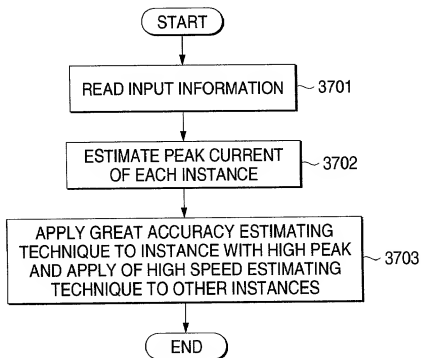 START
READ INPUT INFORMATION
3701
ESTIMATE PEAK CURRENT
OF EACH INSTANCE
3702
APPLY GREAT ACCURACY ESTIMATING
TECHNIQUE TO INSTANCE WITH HIGH PEAK
AND APPLY OF HIGH SPEED ESTIMATING
TECHNIQUE TO OTHER INSTANCES
3703
END